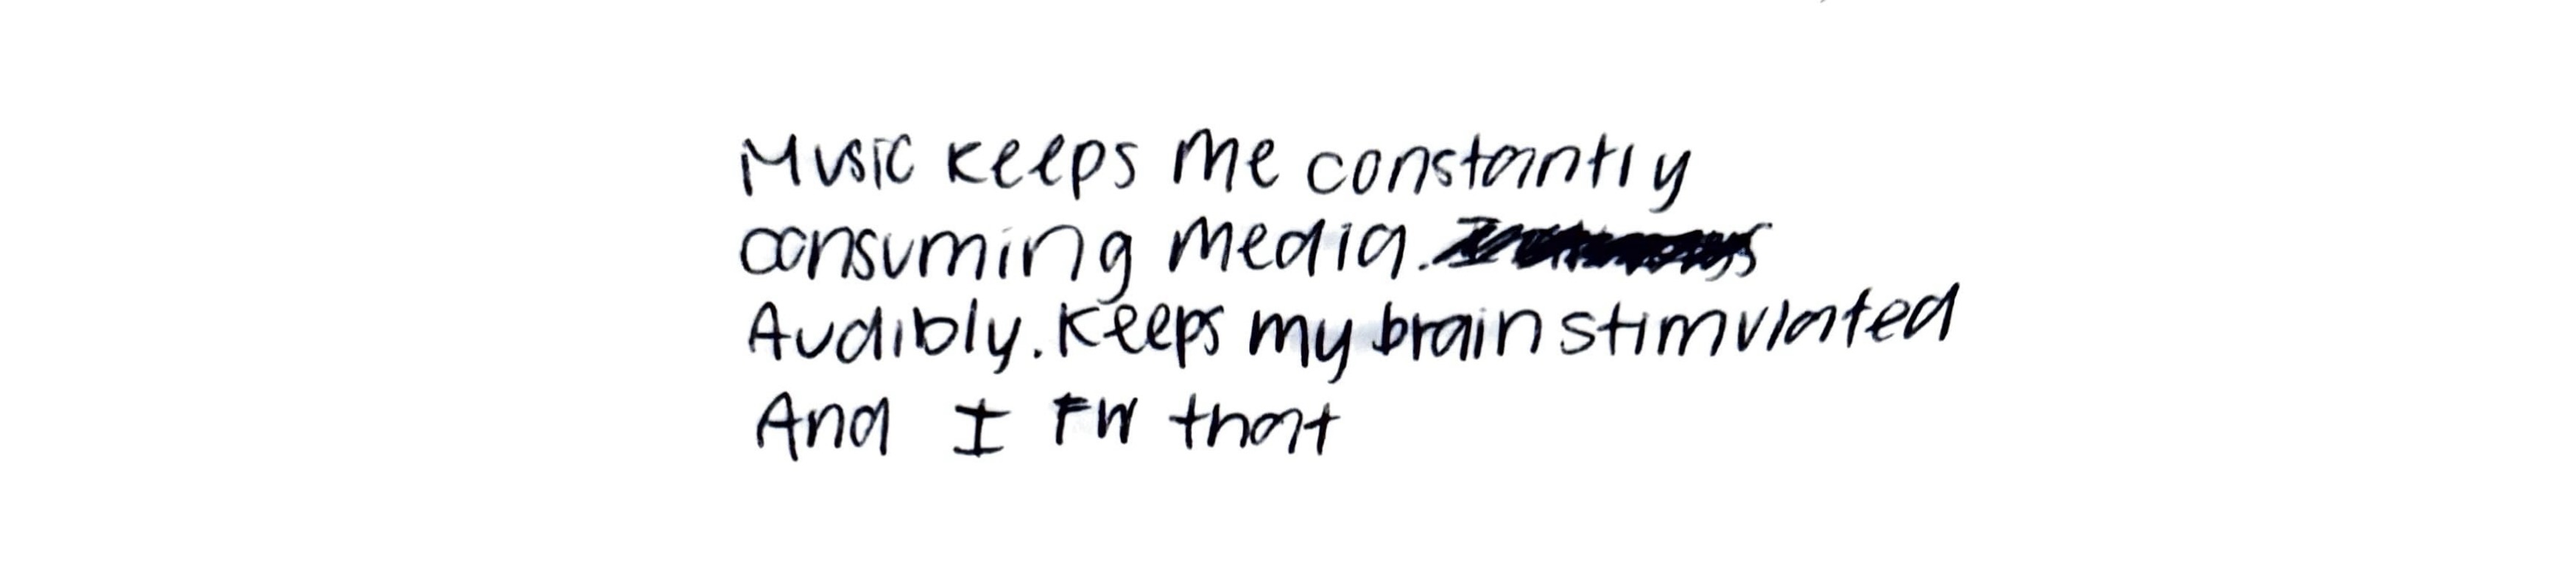 Music keeps me constantly
consuming media.
Audibly. Keeps my brain stimulated
And I FW that